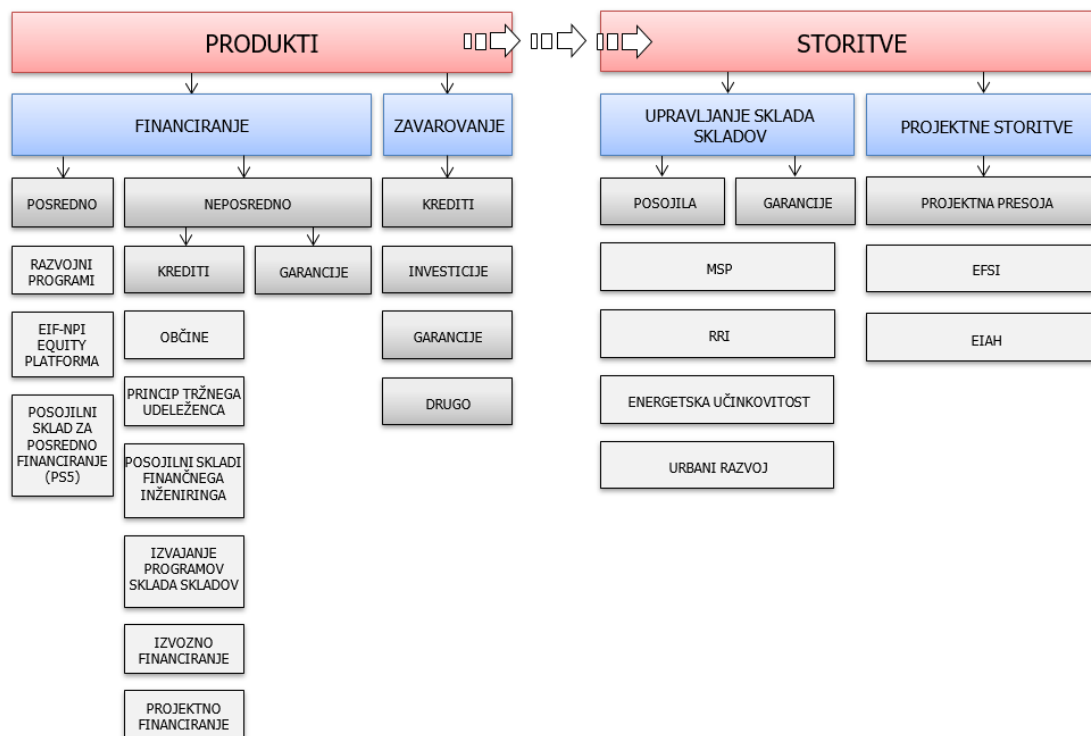 PRODUKTI
STORITVE
FINANCIRANJE
ZAVAROVANJE
UPRAVLJANJE SKLADA
SKLADOV
PROJEKTNE STORITVE
POSREDNO
NEPOSREDNO
KREDITI
POSOJILA
GARANCIJE
PROJEKTNA PRESOJA
RAZVOJNI
PROGRAMI
KREDITI
GARANCIJE
INVESTICIJE
MSP
EFSI
EIF-NPI
EQUITY
PLATFORMA
OBČINE
GARANCIJE
RRI
EIAH
POSOJILNI
SKLAD ZA
POSREDNO
FINANCIRANJE
(PS5)
PRINCIP TRŽNEGA
UDELEŽENCA
DRUGO
ENERGETSKA UČINKOVITOST
POSOJILNI SKLADI
FINANČNEGA
INŽENIRINGA
URBANI RAZVOJ
IZVAJANJE
PROGRAMOV
SKLADA SKLADOV
IZVOZNO
FINANCIRANJE
PROJEKTNO
FINANCIRANJE